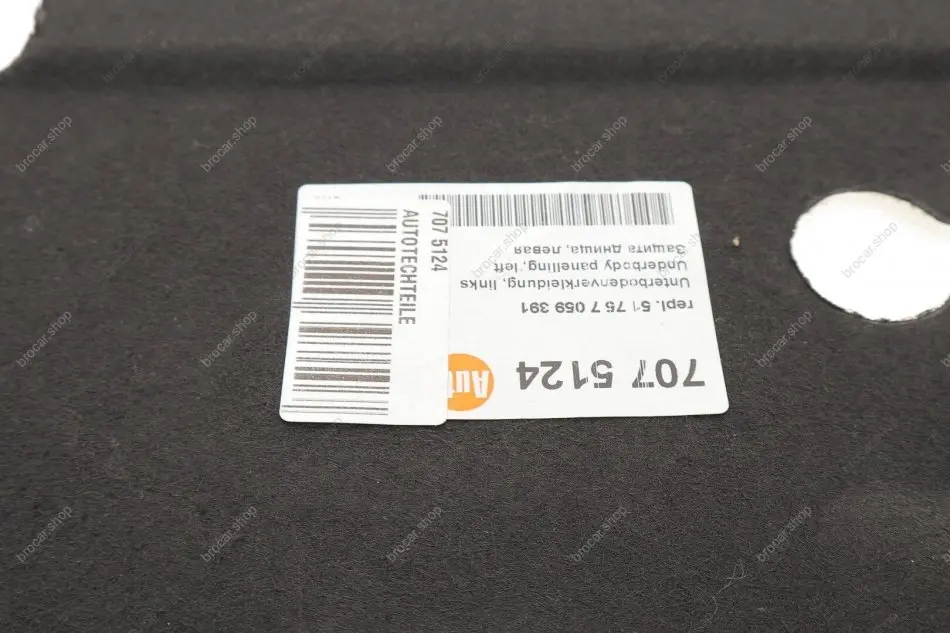 707 5124
AUTOTECHTEILE
707 5124
Aut
repl. 51 75 7 059 391
Unterbodenverkleidung, links
Underbody panelling, left
Защита днища, левая
brocar.shop